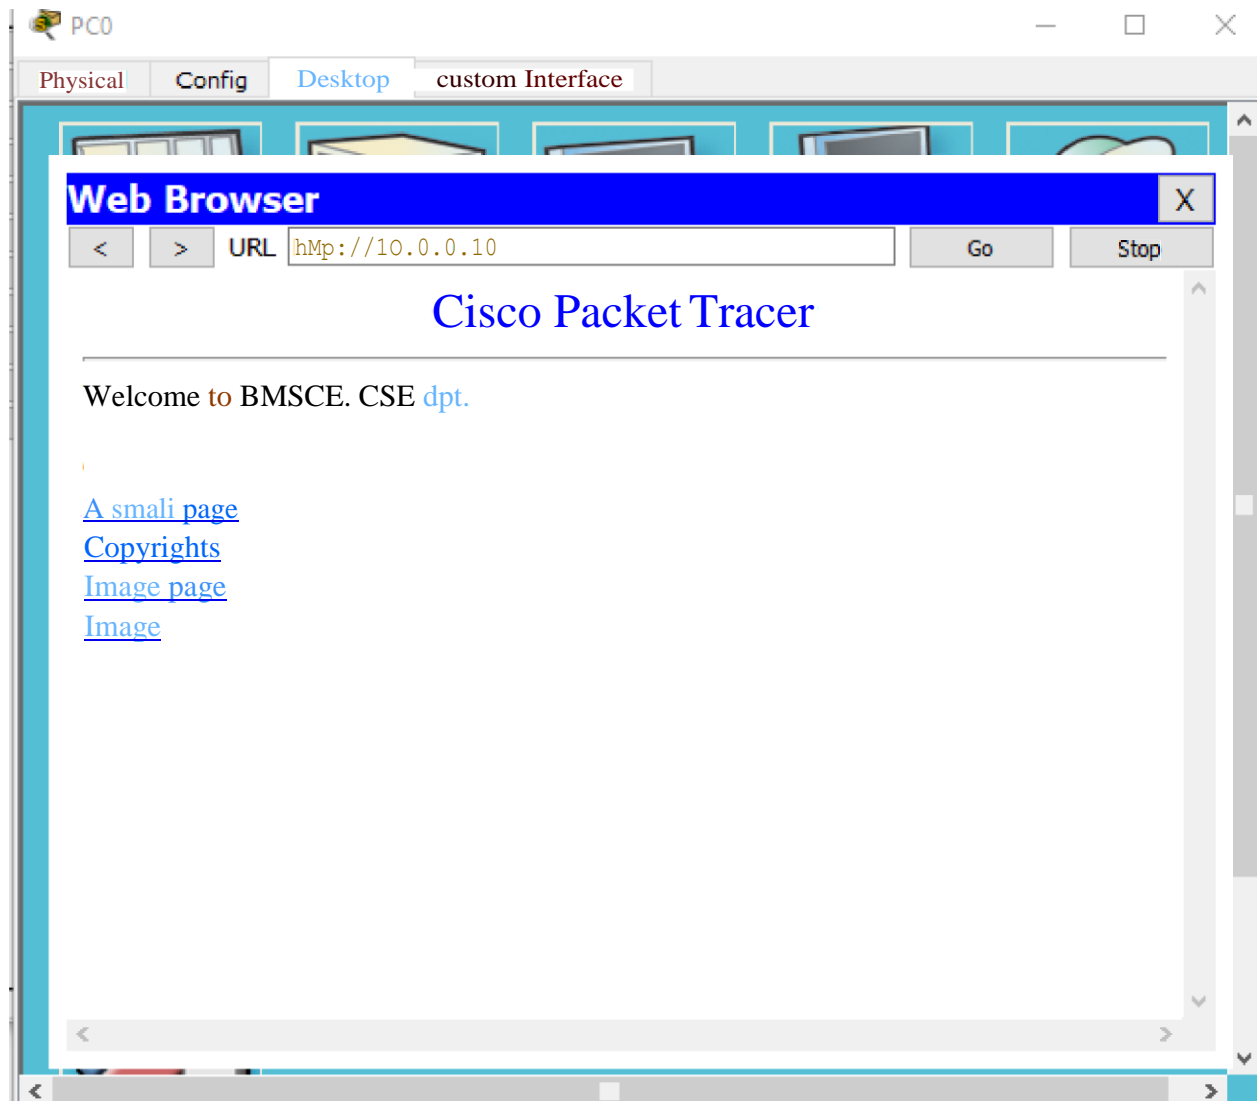 PC0
Physical Config Desktop custom Interface
Web Browser X
< > URL hMp://1O.0.0.10 Go Stop
Cisco Packet Tracer
Welcome to BMSCE. CSE dpt.
A smali page
Copyrights
Image page
Image